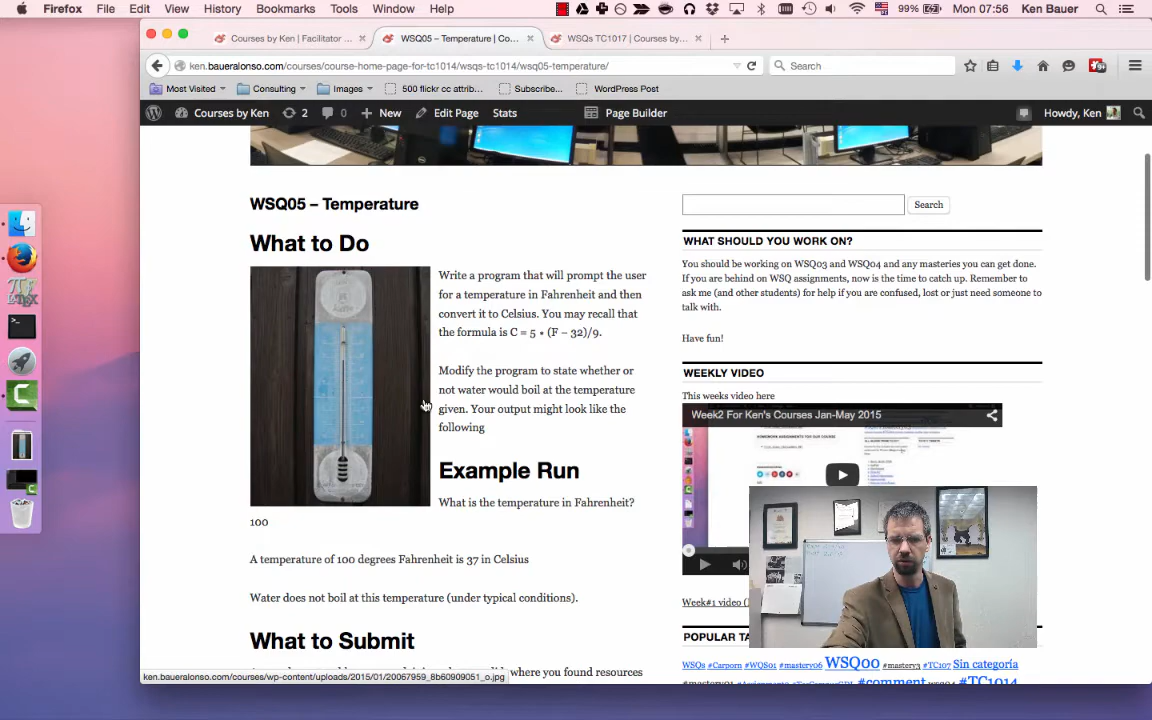 Firefox File Edit View History Bookmarks Tools Window Help 99% Mon 07:56 Ken Bauer
Courses by Ken | Facilitator ... × WSQ05 – Temperature | Co... × WSQs TC1017 | Courses by... × +
ken.baueralonso.com/courses/course-home-page-for-tc1014/wsqs-tc1014/wsq05-temperature/ Search
Most Visited Consulting Images 500 flickr cc attrib... Subscribe... WordPress Post
Courses by Ken 2 0 + New Edit Page Stats Page Builder Howdy, Ken
WSQ05 – Temperature
What to Do
Write a program that will prompt the user
for a temperature in Fahrenheit and then
convert it to Celsius. You may recall that
the formula is C = 5 * (F – 32)/9.
Modify the program to state whether or
not water would boil at the temperature
given. Your output might look like the
following
Example Run
What is the temperature in Fahrenheit?
100
A temperature of 100 degrees Fahrenheit is 37 in Celsius
Water does not boil at this temperature (under typical conditions).
What to Submit
where you found resources
ken.baueralonso.com/courses/wp-content/uploads/2015/01/20067959_8b60909051_o.jpg
Search
WHAT SHOULD YOU WORK ON?
You should be working on WSQ03 and WSQ04 and any masteries you can get done.
If you are behind on WSQ assignments, now is the time to catch up. Remember to
ask me (and other students) for help if you are confused, lost or just need someone to
talk with.
Have fun!
WEEKLY VIDEO
This weeks video here
Week2 For Ken's Courses Jan-May 2015
Week#1 video (
POPULAR TA
WSQs #Carporn #WQS01 #mastery06 WSQ00 #mastery3 #TC107 Sin categoría
#comment #TC1014